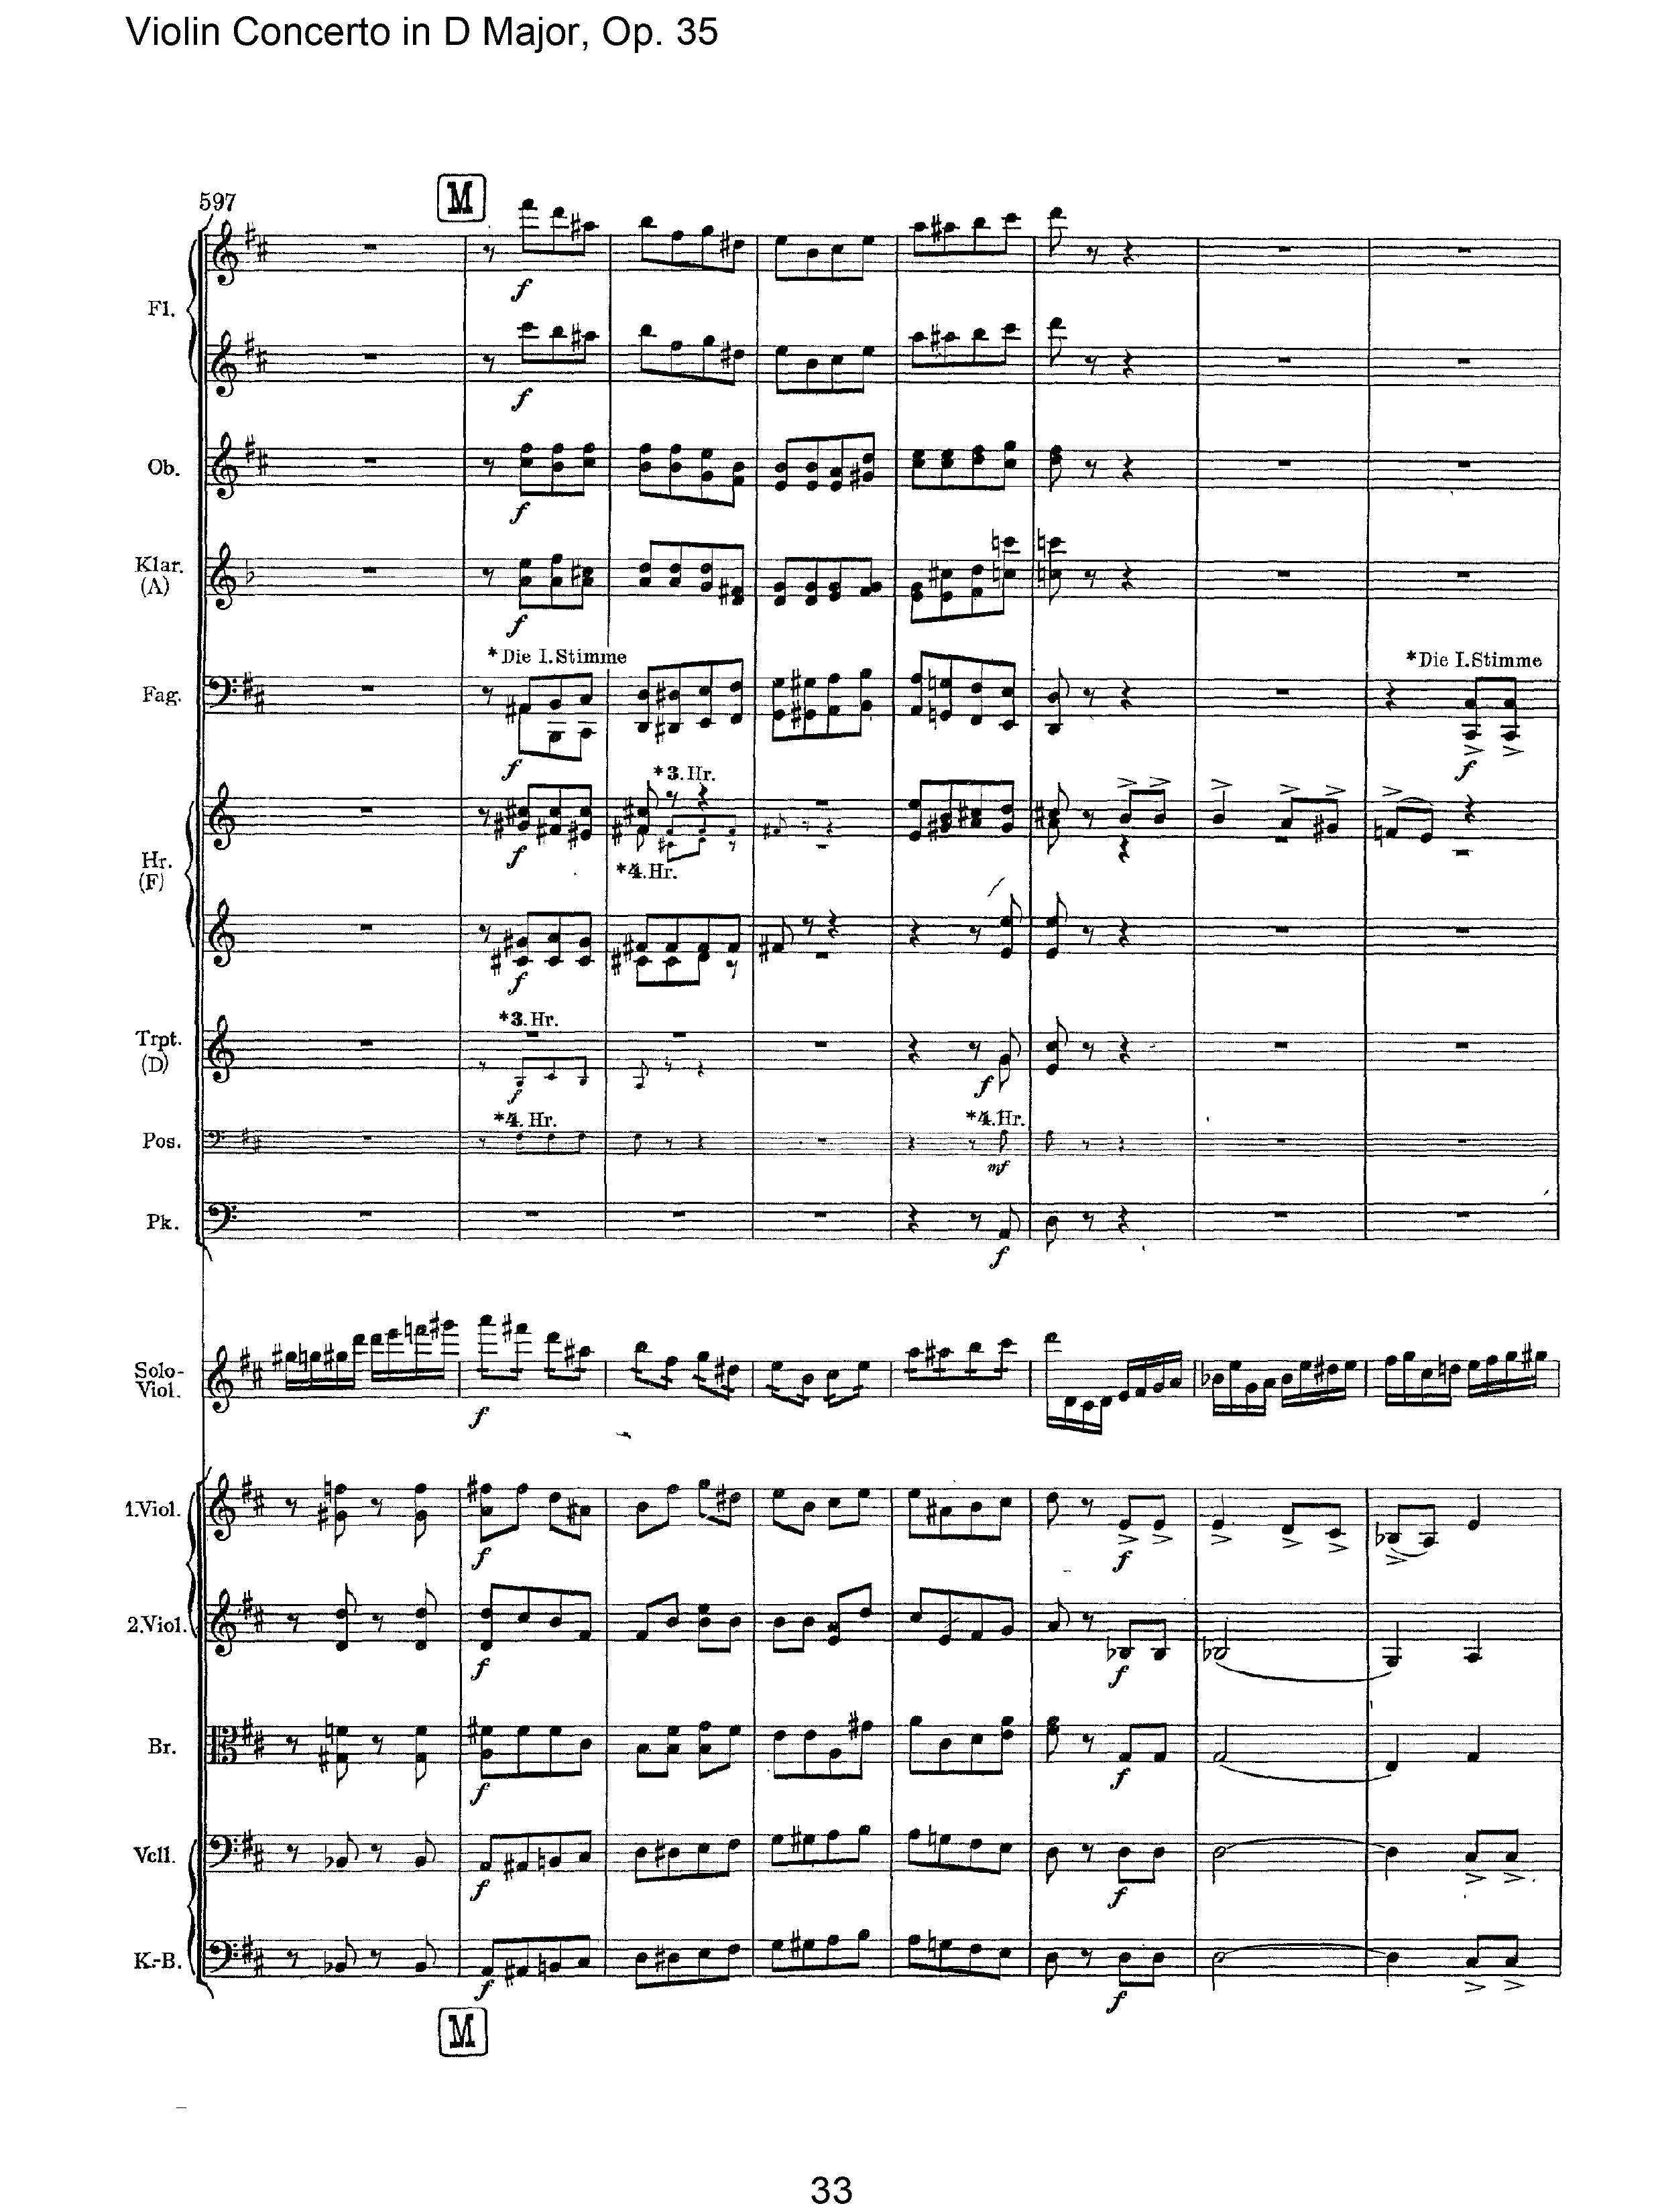 Violin Concerto in D Major, Op. 35
597
M
f
Fl.
f
Ob.
f
Klar.
(A)
f
*Die I. Stimme
*Die I. Stimme
Fag.
f
f
*3. Hr.
f
Hr.
(F)
*4. Hr.
f
*3. Hr.
Trpt.
(D)
f
f
*4. Hr.
*4. Hr.
Pos.
mf
Pk.
f
Solo-
Viol.
f
1.Viol.
f
f
2.Viol.
f
f
Br.
f
f
Vcll.
f
f
K.-B.
f
f
M
33